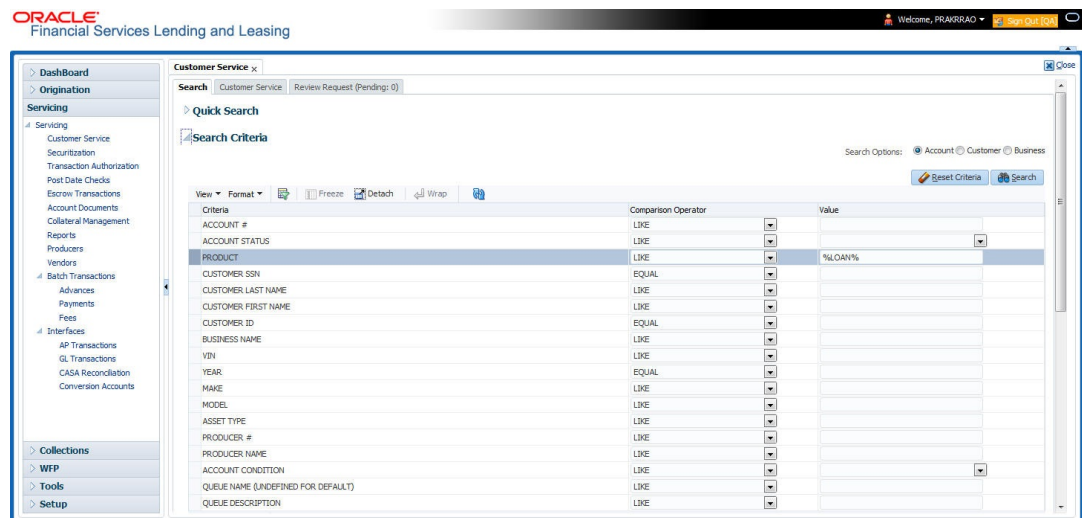 ORACLE®
Financial Services Lending and Leasing
Welcome, PRAKRRAO
Sign Out [QA]
Close
DashBoard
Origination
Servicing
Servicing
Customer Service
Securitization
Transaction Authorization
Post Date Checks
Escrow Transactions
Account Documents
Collateral Management
Reports
Producers
Vendors
Batch Transactions
Advances
Payments
Fees
Interfaces
AP Transactions
GL Transactions
CASA Reconciliation
Conversion Accounts
Collections
WFP
Tools
Setup
Customer Service x
Search Customer Service Review Request (Pending: 0)
Quick Search
Search Criteria
Search Options: Account Customer Business
Reset Criteria Search
View Format Freeze Detach Wrap
Criteria Comparison Operator Value
ACCOUNT # LIKE
ACCOUNT STATUS LIKE
PRODUCT LIKE %LOAN%
CUSTOMER SSN EQUAL
CUSTOMER LAST NAME LIKE
CUSTOMER FIRST NAME LIKE
CUSTOMER ID EQUAL
BUSINESS NAME LIKE
VIN LIKE
YEAR EQUAL
MAKE LIKE
MODEL LIKE
ASSET TYPE LIKE
PRODUCER # LIKE
PRODUCER NAME LIKE
ACCOUNT CONDITION LIKE
QUEUE NAME (UNDEFINED FOR DEFAULT) LIKE
QUEUE DESCRIPTION LIKE